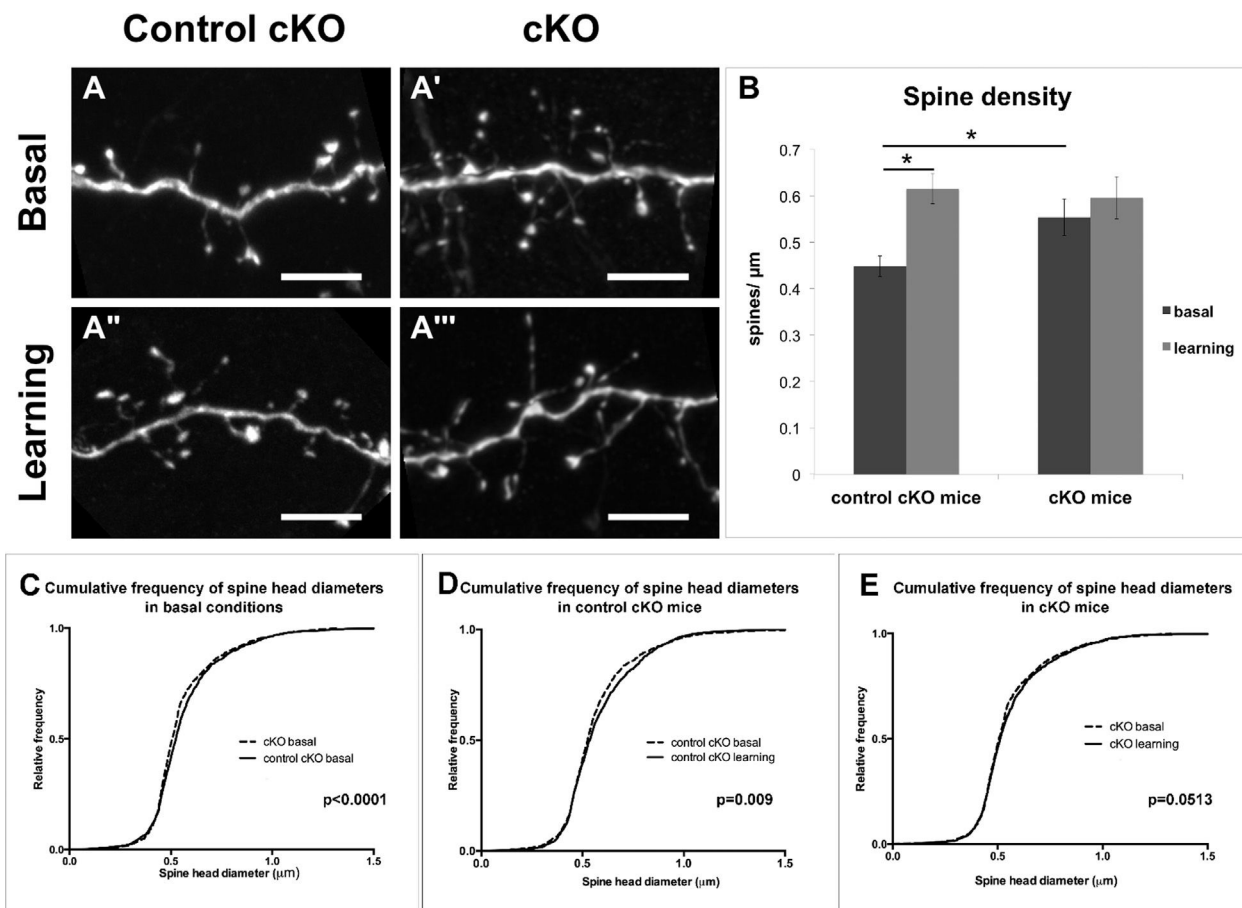 Control cKO
cKO
Basal
Learning
A
A'
A"
A'''
B
Spine density
*
*
0.7
0.6
0.5
0.4
0.3
0.2
0.1
0
spines/ µm
basal
learning
control cKO mice
cKO mice
C
Cumulative frequency of spine head diameters
in basal conditions
1.0
0.5
0.0
Relative frequency
cKO basal
control cKO basal
p<0.0001
0.0
0.5
1.0
1.5
Spine head diameter (µm)
D
Cumulative frequency of spine head diameters
in control cKO mice
1.0
0.5
0.0
Relative frequency
control cKO basal
control cKO learning
p=0.009
0.0
0.5
1.0
1.5
Spine head diameter (µm)
E
Cumulative frequency of spine head diameters
in cKO mice
1.0
0.5
0.0
Relative frequency
cKO basal
cKO learning
p=0.0513
0.0
0.5
1.0
1.5
Spine head diameter (µm)